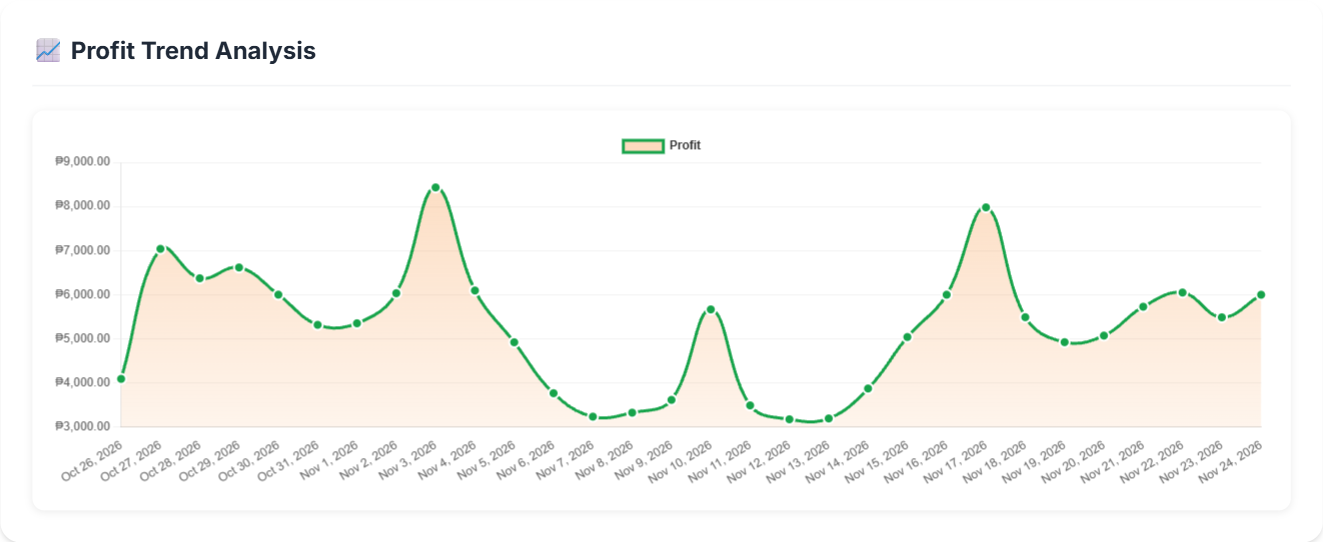 📈 Profit Trend Analysis
Profit
₱9,000.00
₱8,000.00
₱7,000.00
₱6,000.00
₱5,000.00
₱4,000.00
₱3,000.00
Oct 26, 2026
Oct 27, 2026
Oct 28, 2026
Oct 29, 2026
Oct 30, 2026
Oct 31, 2026
Nov 1, 2026
Nov 2, 2026
Nov 3, 2026
Nov 4, 2026
Nov 5, 2026
Nov 6, 2026
Nov 7, 2026
Nov 8, 2026
Nov 9, 2026
Nov 10, 2026
Nov 11, 2026
Nov 12, 2026
Nov 13, 2026
Nov 14, 2026
Nov 15, 2026
Nov 16, 2026
Nov 17, 2026
Nov 18, 2026
Nov 19, 2026
Nov 20, 2026
Nov 21, 2026
Nov 22, 2026
Nov 23, 2026
Nov 24, 2026